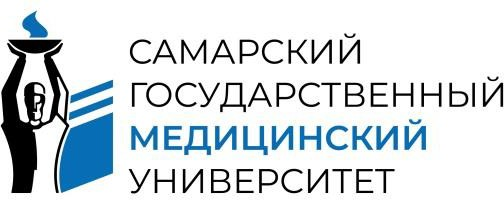 САМАРСКИЙ
ГОСУДАРСТВЕННЫЙ
МЕДИЦИНСКИЙ
УНИВЕРСИТЕТ